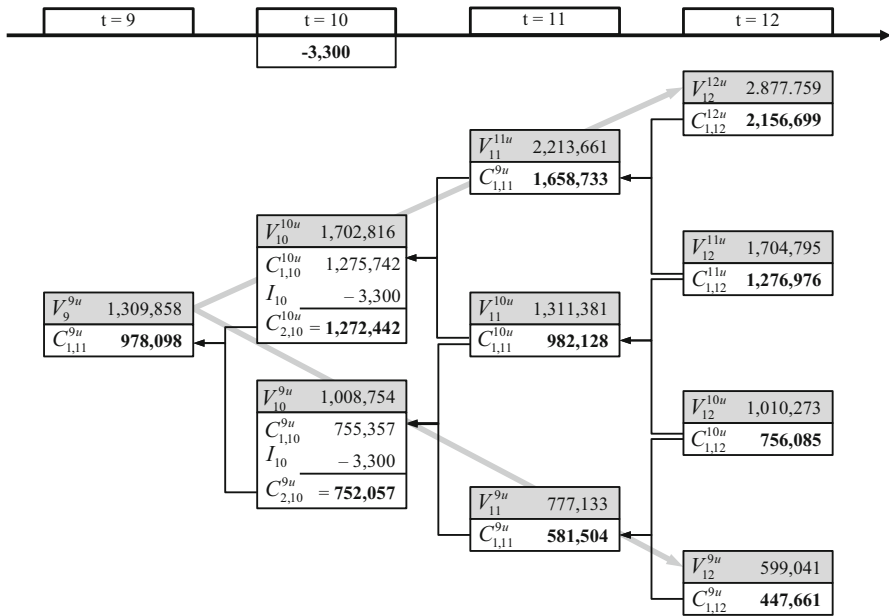 t = 9 t = 10 t = 11 t = 12
-3,300
V_{12}^{12u} 2.877.759
C_{1,12}^{12u} 2,156,699
V_{11}^{11u} 2,213,661
C_{1,11}^{9u} 1,658,733
V_{10}^{10u} 1,702,816
C_{1,10}^{10u} 1,275,742
I_{10} – 3,300
C_{2,10}^{10u} = 1,272,442
V_{12}^{11u} 1,704,795
C_{1,12}^{11u} 1,276,976
V_9^{9u} 1,309,858
C_{1,11}^{9u} 978,098
V_{11}^{10u} 1,311,381
C_{1,11}^{10u} 982,128
V_{10}^{9u} 1,008,754
C_{1,10}^{9u} 755,357
I_{10} – 3,300
C_{2,10}^{9u} = 752,057
V_{12}^{10u} 1,010,273
C_{1,12}^{10u} 756,085
V_{11}^{9u} 777,133
C_{1,11}^{9u} 581,504
V_{12}^{9u} 599,041
C_{1,12}^{9u} 447,661